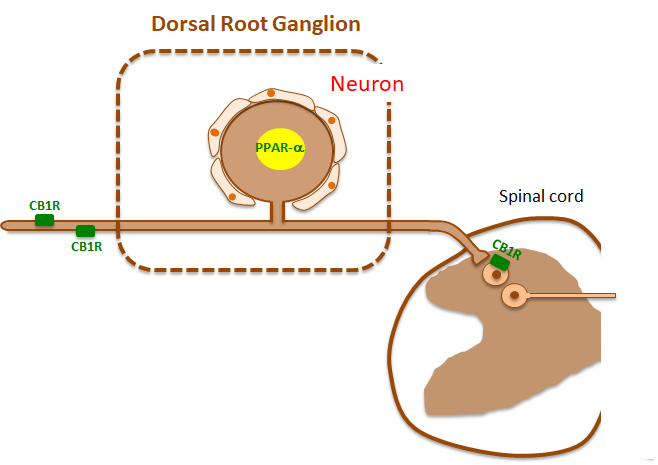 Dorsal Root Ganglion
Neuron
PPAR-α
Spinal cord
CB1R
CB1R
CB1R